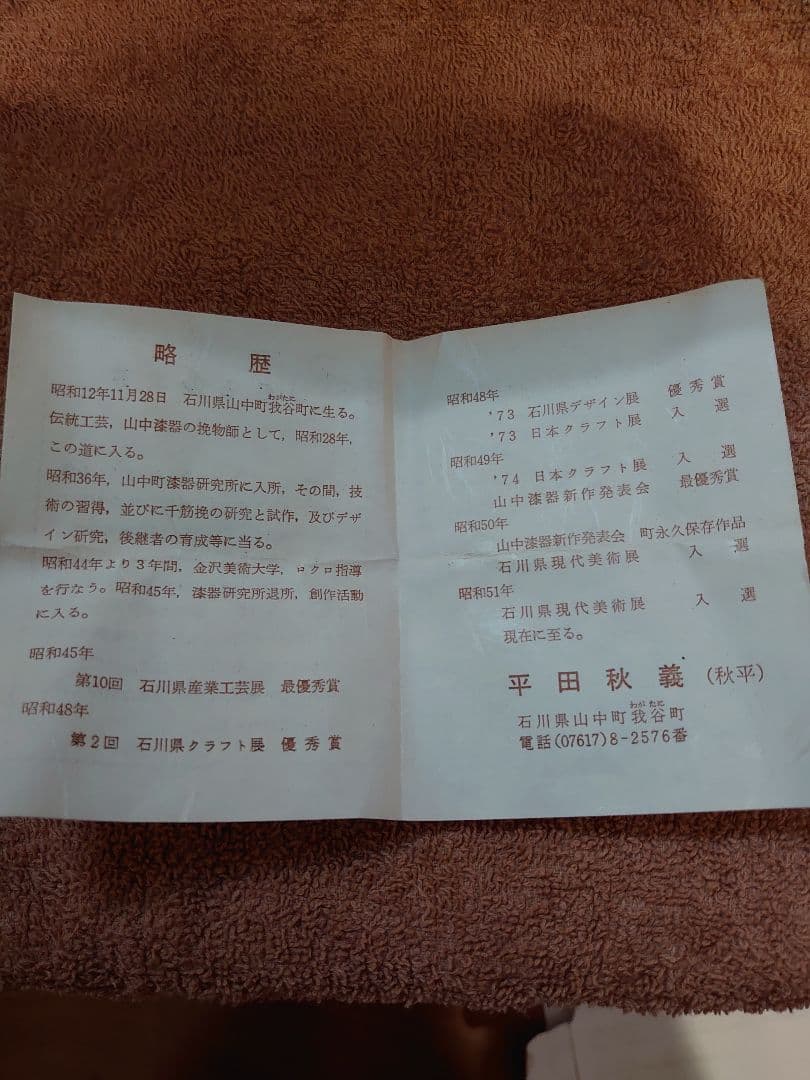 略歴
昭和12年11月28日　石川県山中町我谷町に生る。
わがたに
伝統工芸，山中漆器の挽物師として，昭和28年，
この道に入る。
昭和36年，山中町漆器研究所に入所，その間，技
術の習得，並びに千筋挽の研究と試作，及びデザ
イン研究，後継者の育成等に当る。
昭和44年より3年間，金沢美術大学，ロクロ指導
を行なう。昭和45年，漆器研究所退所，創作活動
に入る。
昭和45年
第10回　石川県産業工芸展　最優秀賞
昭和48年
第2回　石川県クラフト展　優秀賞
昭和48年
'73　石川県デザイン展　優秀賞
'73　日本クラフト展　入選
昭和49年
'74　日本クラフト展　入選
山中漆器新作発表会　最優秀賞
昭和50年
山中漆器新作発表会　町永久保存作品
石川県現代美術展　入選
昭和51年
石川県現代美術展　入選
現在に至る。
平田秋義（秋平）
わがたに
石川県山中町我谷町
電話(07617)8-2576番